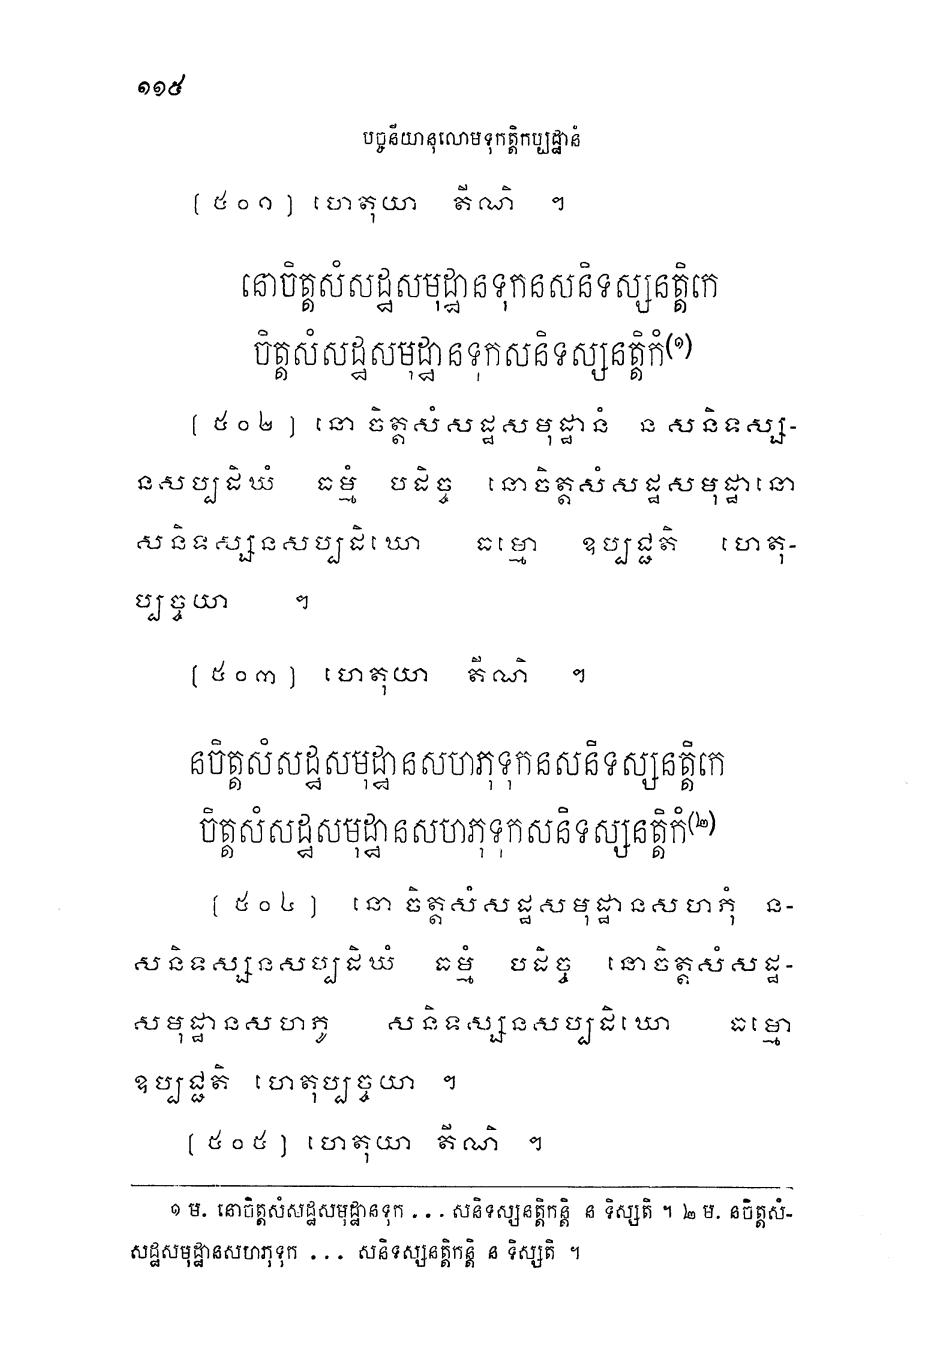 ១១៥
បច្ចនីយានុលោមទុកត្តិកប្បដ្ឋានំ
(៥០១) ហេតុយា តីណិ ។
នោចិត្តសំសដ្ឋសមុដ្ឋានទុកនសនិទស្សនត្តិកេ
ចិត្តសំសដ្ឋសមុដ្ឋានទុកសនិទស្សនត្តិកំ(១)
(៥០២) នោ ចិត្តសំសដ្ឋសមុដ្ឋានំ ន សនិទស្ស-
នសប្បដិឃំ ធម្មំ បដិច្ច នោចិត្តសំសដ្ឋសមុដ្ឋានោ
សនិទស្សនសប្បដិឃោ ធម្មោ ឧប្បជ្ជតិ ហេតុ-
ប្បច្ចយា ។
(៥០៣) ហេតុយា តីណិ ។
នចិត្តសំសដ្ឋសមុដ្ឋានសហភុទុកនសនិទស្សនត្តិកេ
ចិត្តសំសដ្ឋសមុដ្ឋានសហភុទុកសនិទស្សនត្តិកំ(២)
(៥០៤) នោ ចិត្តសំសដ្ឋសមុដ្ឋានសហភុំ ន-
សនិទស្សនសប្បដិឃំ ធម្មំ បដិច្ច នោចិត្តសំសដ្ឋ-
សមុដ្ឋានសហភូ សនិទស្សនសប្បដិឃោ ធម្មោ
ឧប្បជ្ជតិ ហេតុប្បច្ចយា ។
(៥០៥) ហេតុយា តីណិ ។
១ ម. នោចិត្តសំសដ្ឋសមុដ្ឋានទុក ... សនិទស្សនត្តិកន្តិ ន ទិស្សតិ ។ ២ ម. នចិត្តសំ-
សដ្ឋសមុដ្ឋានសហភុទុក ... សនិទស្សនត្តិកន្តិ ន ទិស្សតិ ។